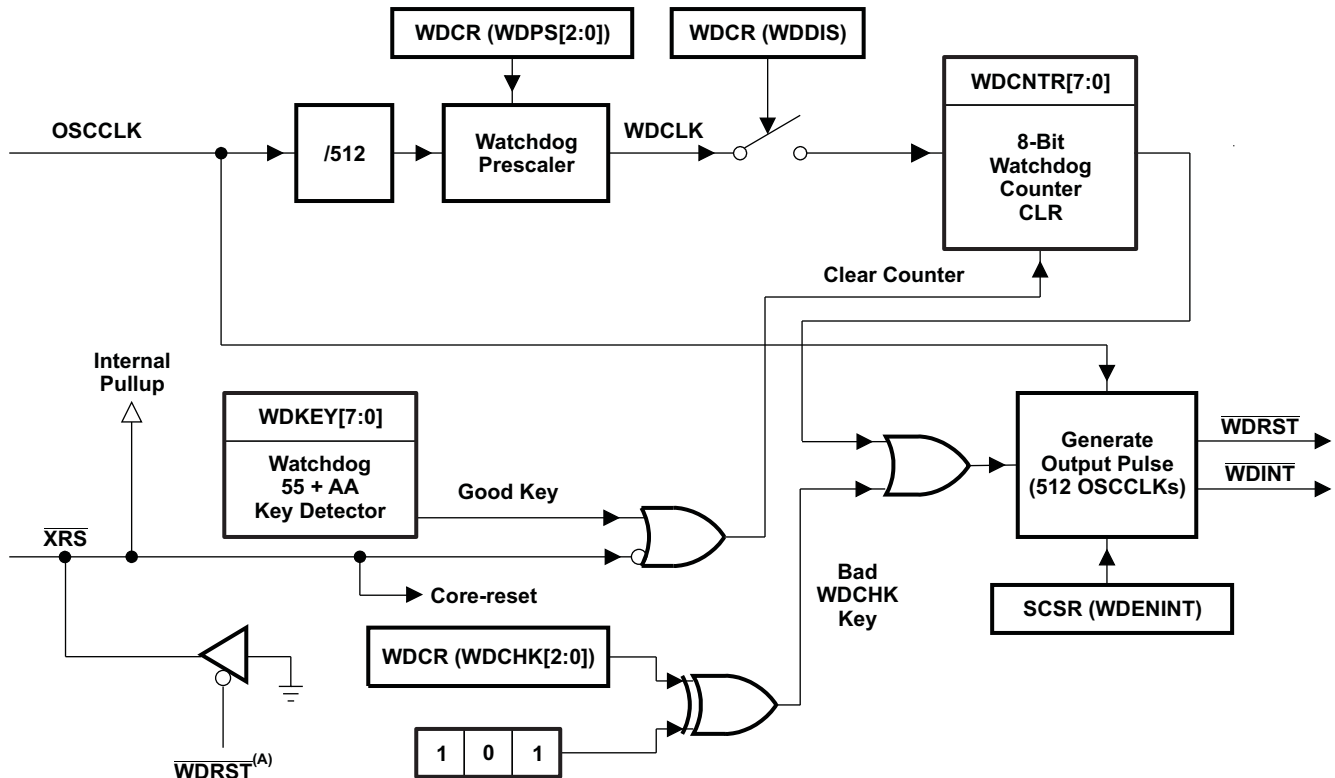 WDCR (WDPS[2:0])
WDCR (WDDIS)
WDCNTR[7:0]
OSCCLK
/512
Watchdog
Prescaler
WDCLK
8-Bit
Watchdog
Counter
CLR
Clear Counter
Internal
Pullup
WDKEY[7:0]
Watchdog
55 + AA
Key Detector
Good Key
Generate
Output Pulse
(512 OSCCLKs)
WDRST
WDINT
XRS
Core-reset
Bad
WDCHK
Key
SCSR (WDENINT)
WDCR (WDCHK[2:0])
1 0 1
WDRST(A)